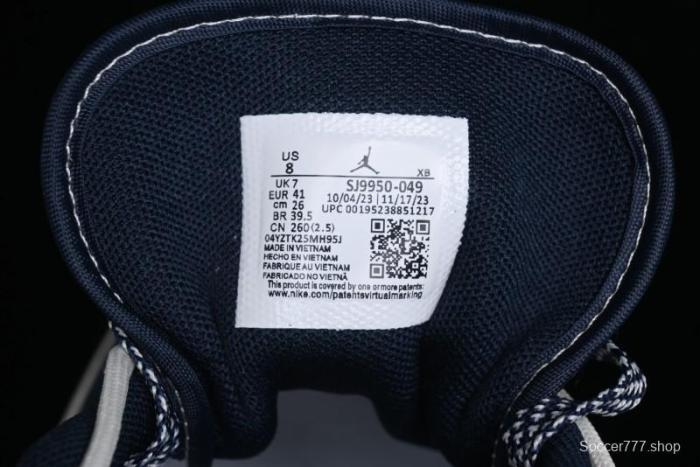 US
8
XB
UK 7
EUR 41
cm 26
BR 39.5
CN 260(2.5)
SJ9950-049
10/04/23 | 11/17/23
UPC 00195238851217
04YZTK25MH95J
MADE IN VIETNAM
HECHO EN VIETNAM
FABRIQUE AU VIETNAM
FABRICADO NO VIETNÃ
This product is covered by one or more patents:
www.nike.com/patentsvirtualmarking
Soccer777.shop